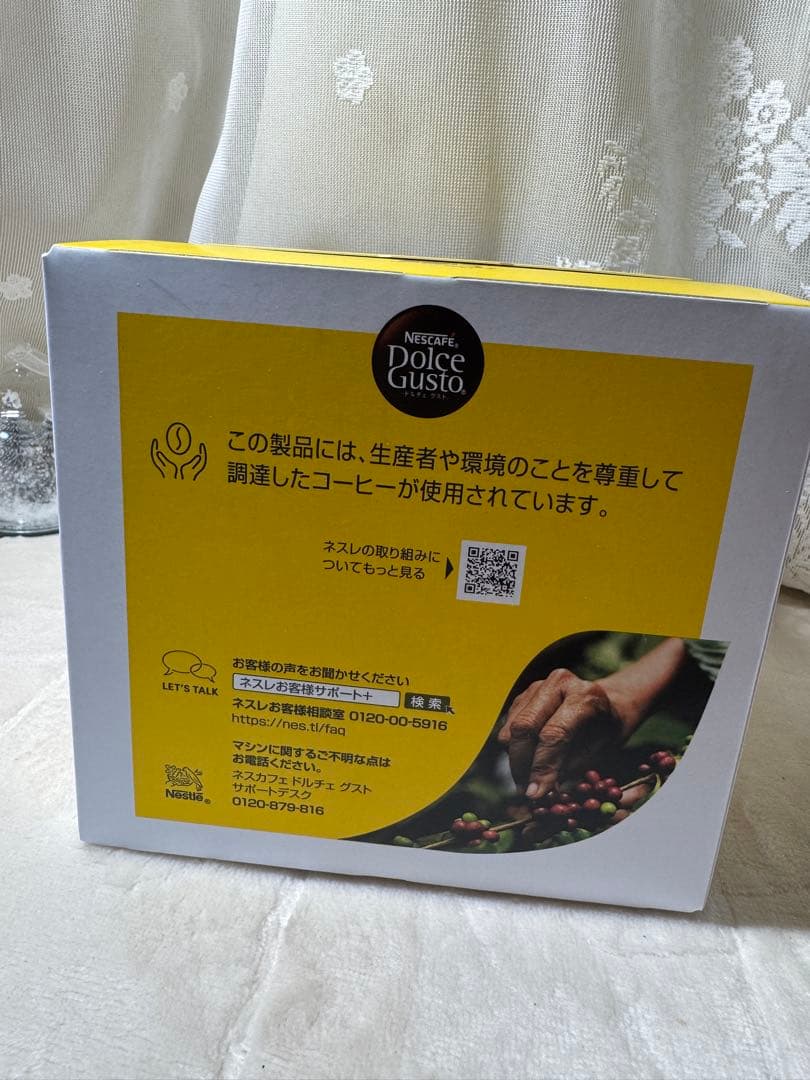 NESCAFÉ®
Dolce
Gusto®
ドルチェ グスト
この製品には、生産者や環境のことを尊重して
調達したコーヒーが使用されています。
ネスレの取り組みに
ついてもっと見る
LET'S TALK
お客様の声をお聞かせください
ネスレお客様サポート+ 検索
ネスレお客様相談室 0120-00-5916
https://nes.tl/faq
マシンに関するご不明な点は
お電話ください。
ネスカフェ ドルチェ グスト
サポートデスク
0120-879-816
Nestlé®